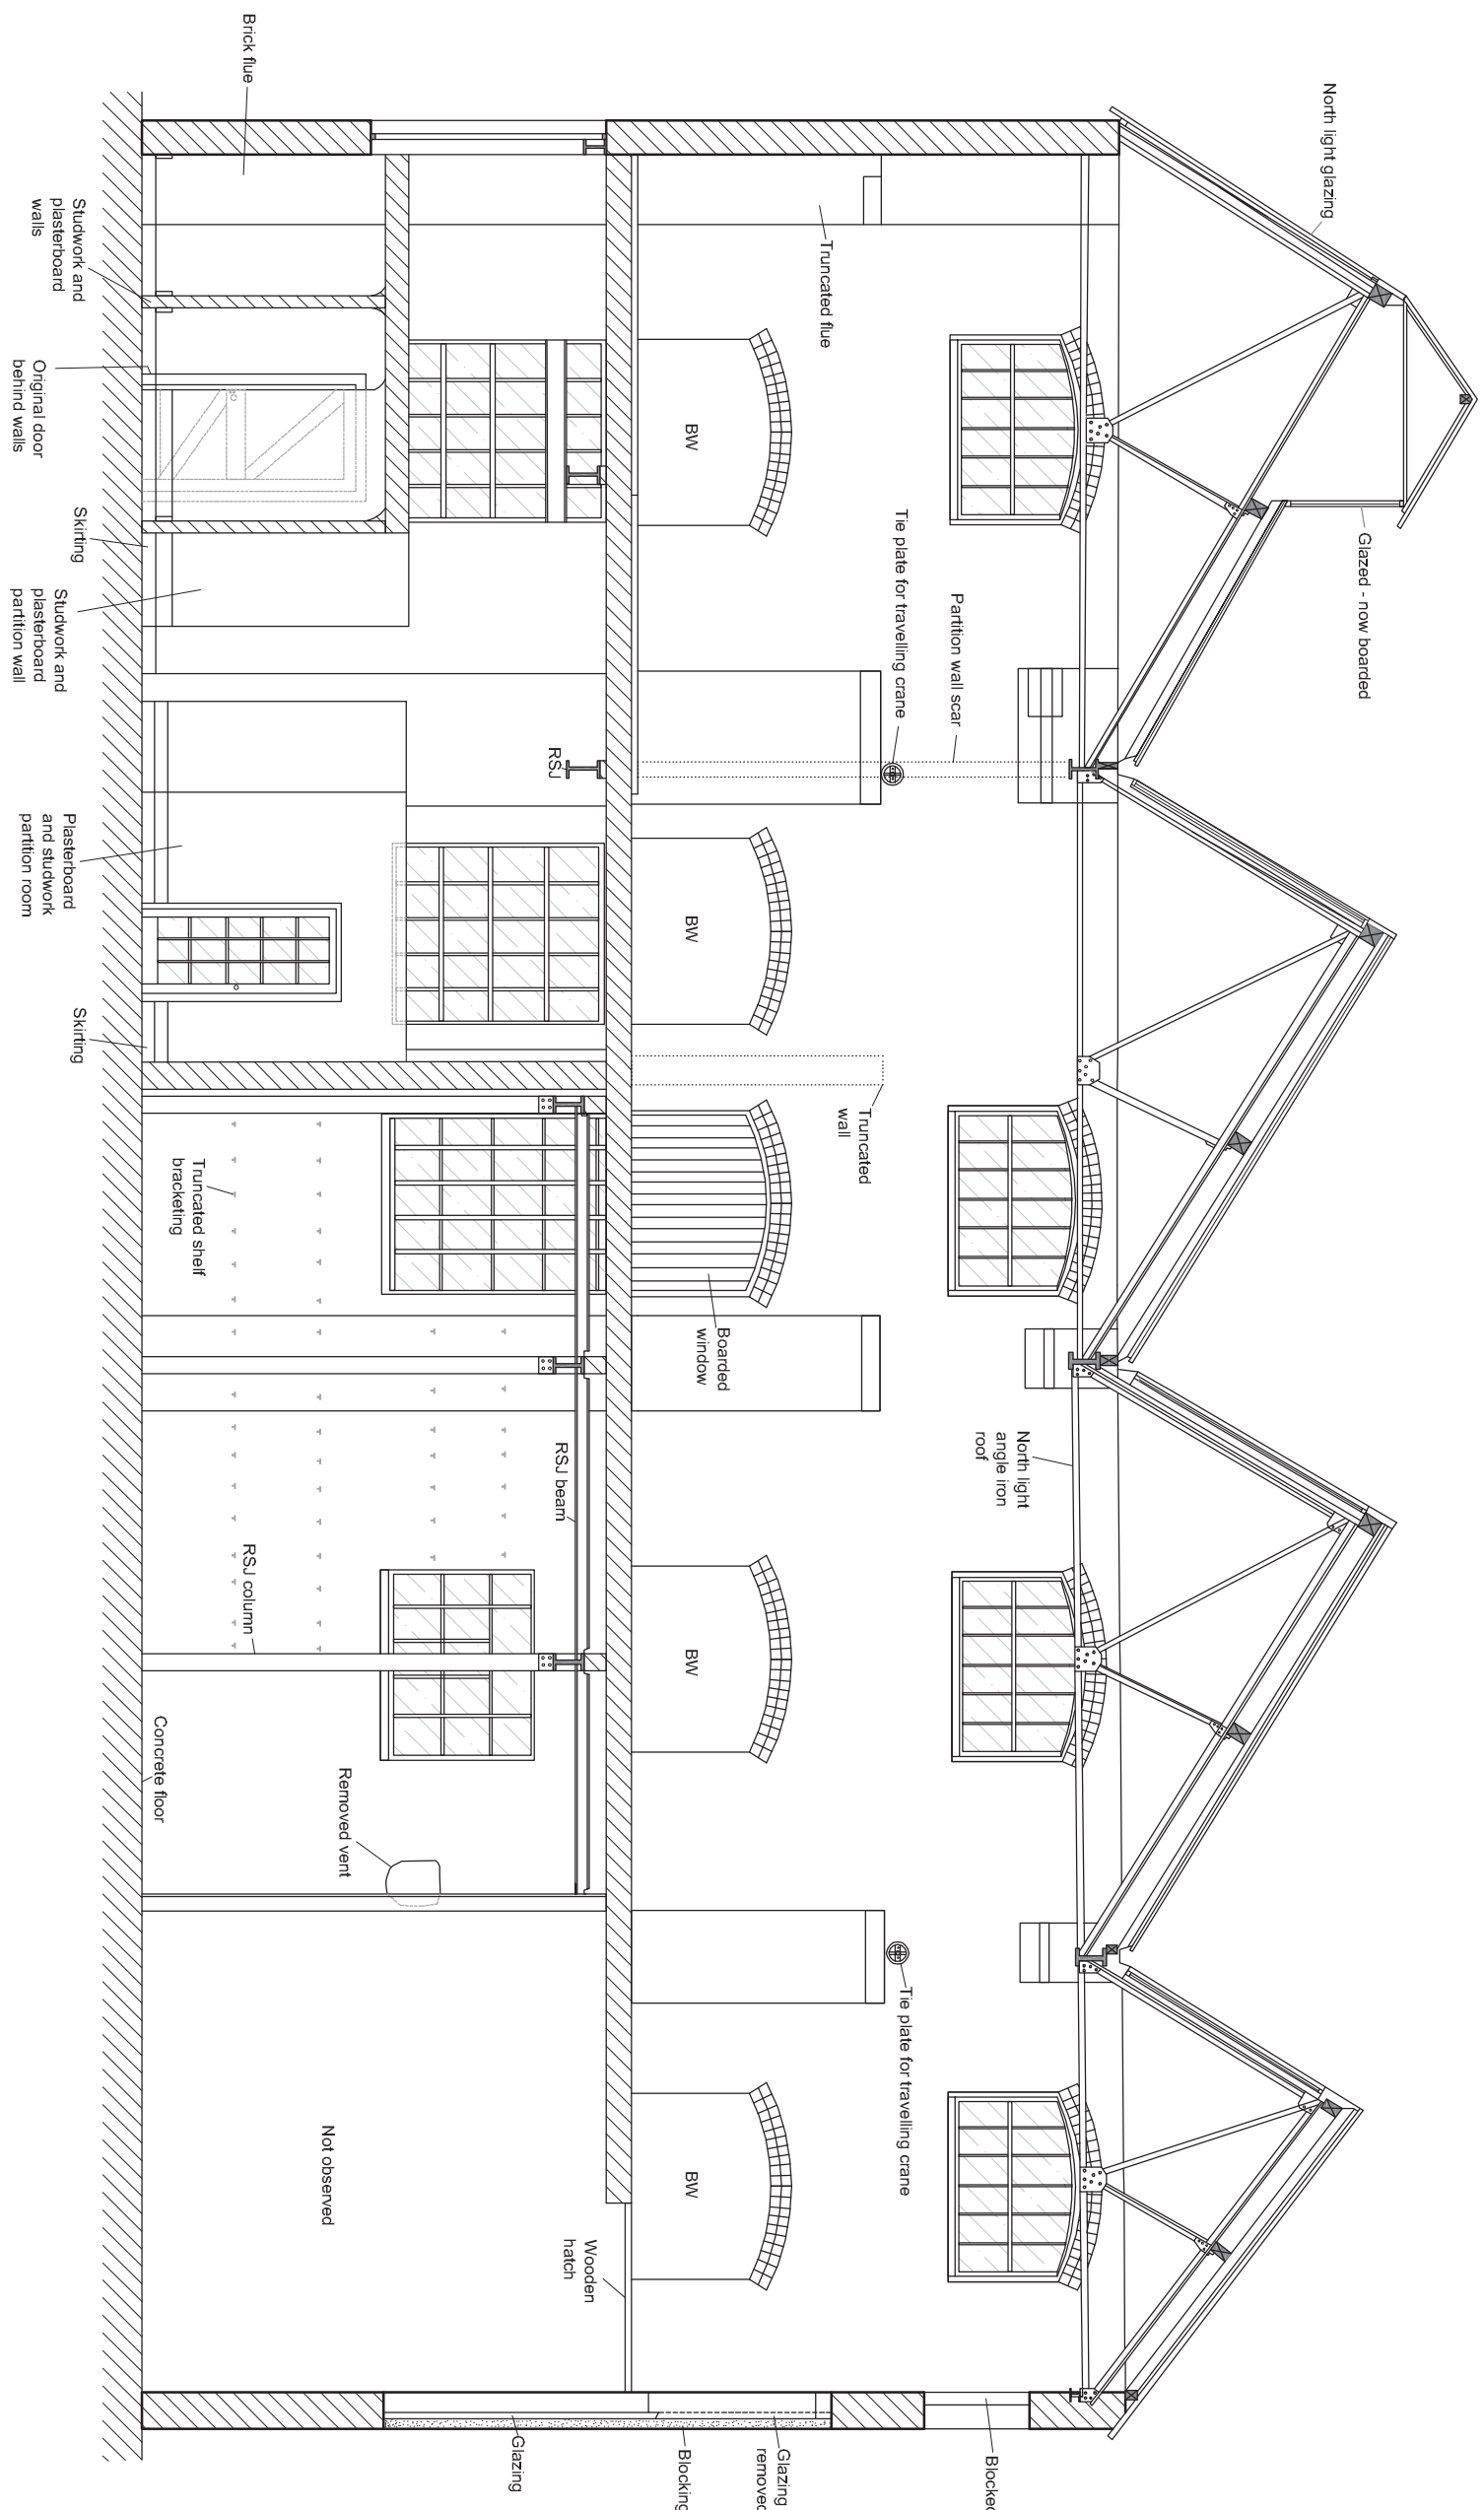 North light glazing
Glazed - now boarded
North light
angle iron
roof
Blocked
Partition wall scar
Tie plate for travelling crane
Tie plate for travelling crane
Truncated flue
Truncated
wall
Glazing
removed
Boarded
window
BW
BW
BW
BW
Blocking
Wooden
hatch
RSJ
RSJ beam
Glazing
Removed vent
Not observed
Brick flue
RSJ column
Truncated shelf
bracketing
Concrete floor
Studwork and
plasterboard
walls
Skirting
Skirting
Studwork and
plasterboard
partition wall
Plasterboard
and studwork
partition room
Original door
behind walls